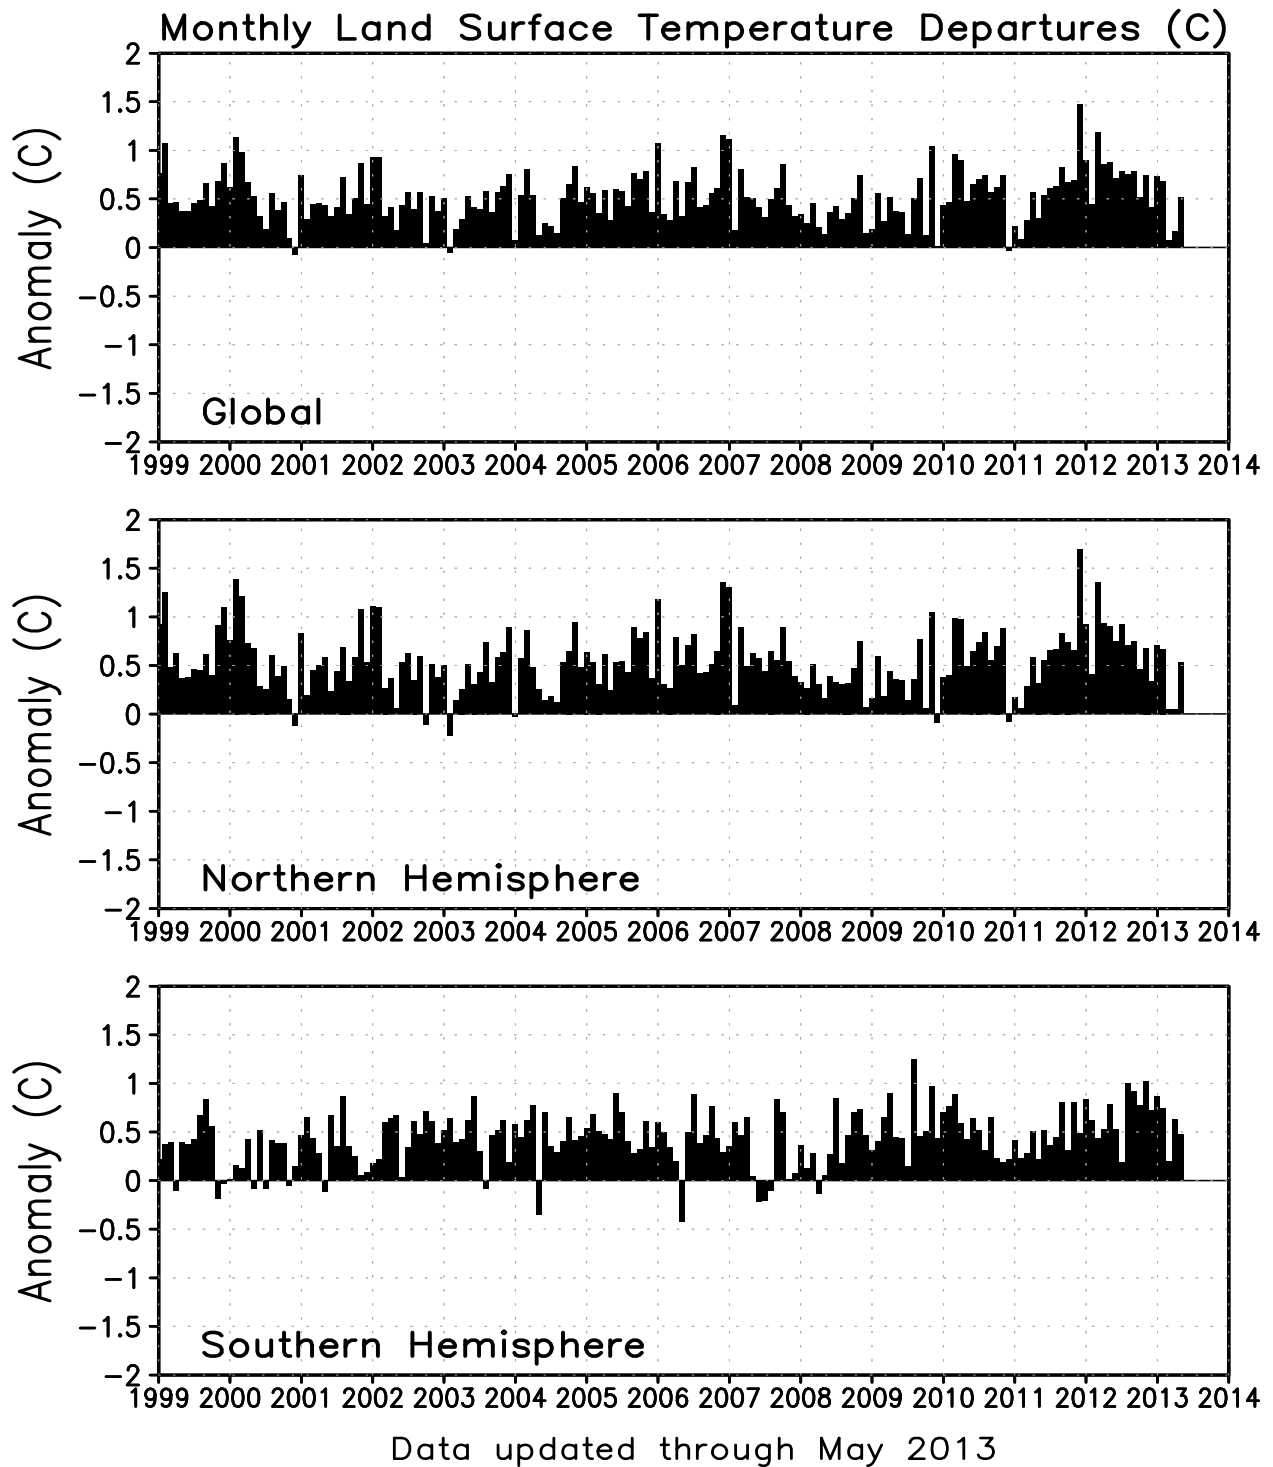 Monthly Land Surface Temperature Departures (C)
2
1.5
1
0.5
0
−0.5
−1
−1.5
−2
Anomaly (C)
Global
1999 2000 2001 2002 2003 2004 2005 2006 2007 2008 2009 2010 2011 2012 2013 2014
2
1.5
1
0.5
0
−0.5
−1
−1.5
−2
Anomaly (C)
Northern Hemisphere
1999 2000 2001 2002 2003 2004 2005 2006 2007 2008 2009 2010 2011 2012 2013 2014
2
1.5
1
0.5
0
−0.5
−1
−1.5
−2
Anomaly (C)
Southern Hemisphere
1999 2000 2001 2002 2003 2004 2005 2006 2007 2008 2009 2010 2011 2012 2013 2014
Data updated through May 2013